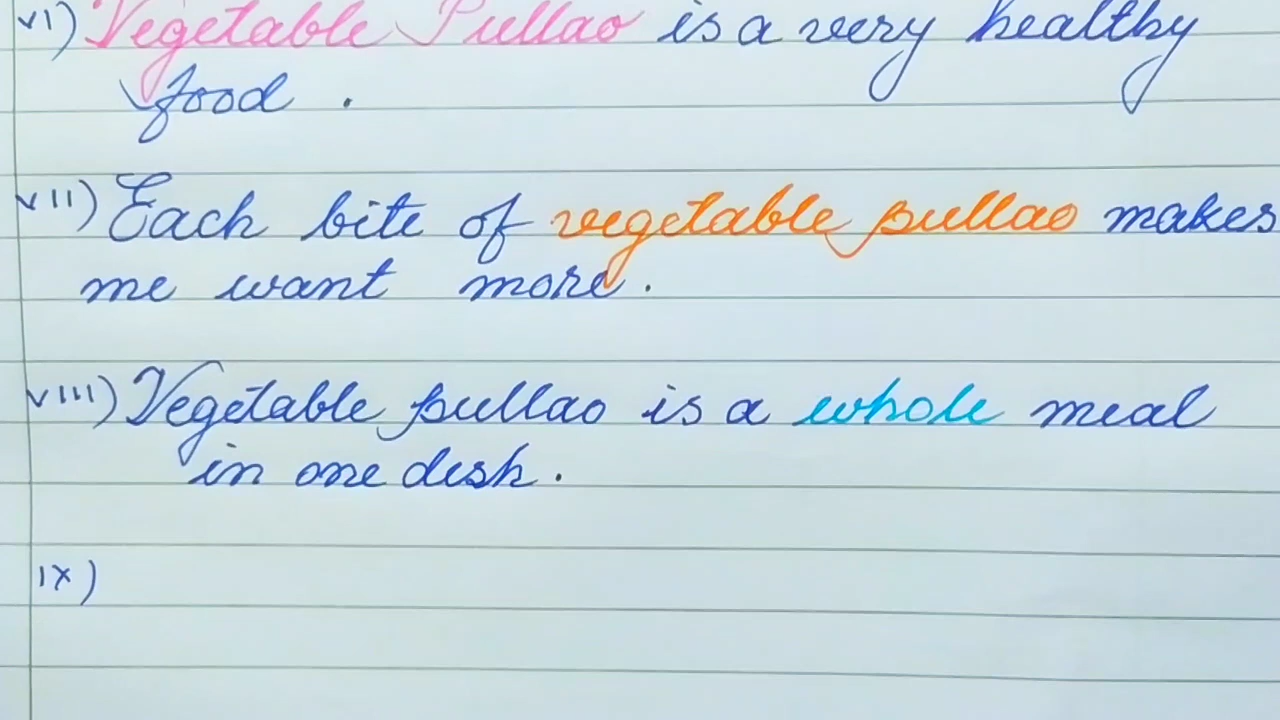 vi) Vegetable Pullao is a very healthy
food .
vii) Each bite of vegetable pullao makes
me want more .
viii) Vegetable pullao is a whole meal
in one desh .
ix)